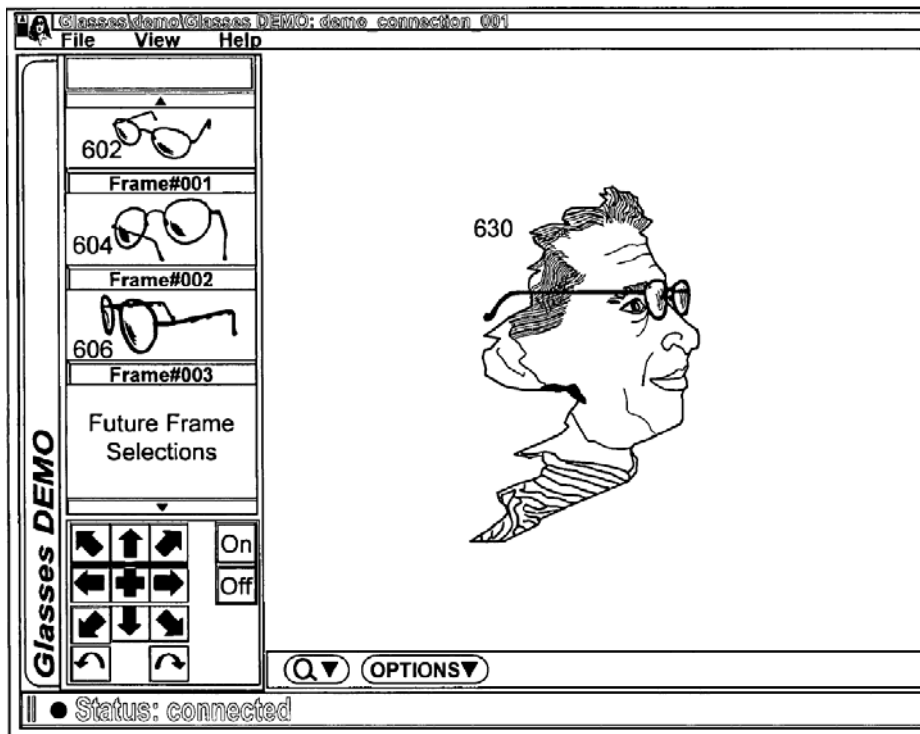 Glasses\demo\Glasses DEMO: demo_connection_001
File View Help
602
Frame#001
604
Frame#002
606
Frame#003
Future Frame
Selections
630
On
Off
Glasses DEMO
OPTIONS
Status: connected